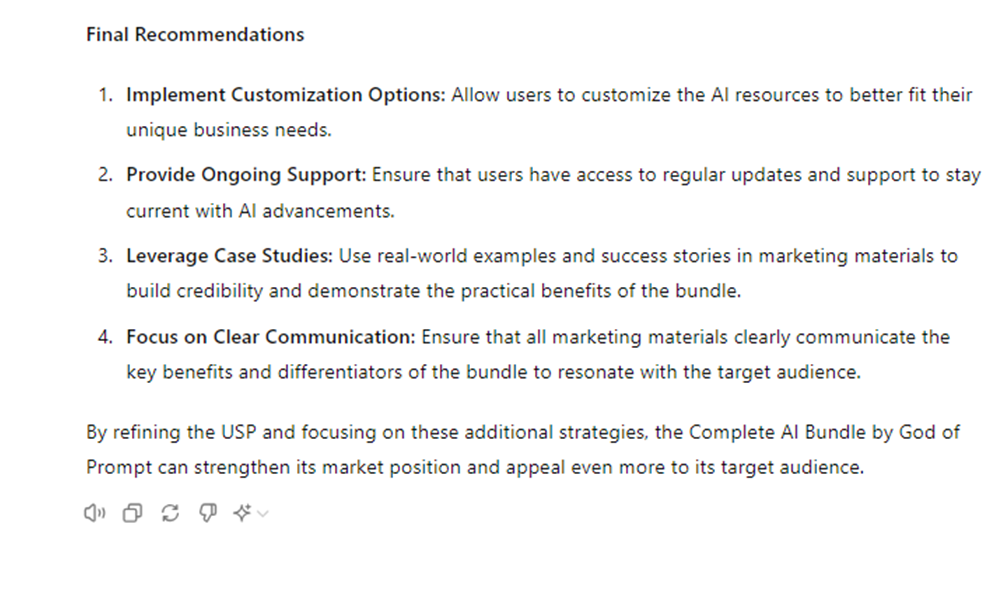 Final Recommendations
1. Implement Customization Options: Allow users to customize the AI resources to better fit their
unique business needs.
2. Provide Ongoing Support: Ensure that users have access to regular updates and support to stay
current with AI advancements.
3. Leverage Case Studies: Use real-world examples and success stories in marketing materials to
build credibility and demonstrate the practical benefits of the bundle.
4. Focus on Clear Communication: Ensure that all marketing materials clearly communicate the
key benefits and differentiators of the bundle to resonate with the target audience.
By refining the USP and focusing on these additional strategies, the Complete AI Bundle by God of
Prompt can strengthen its market position and appeal even more to its target audience.